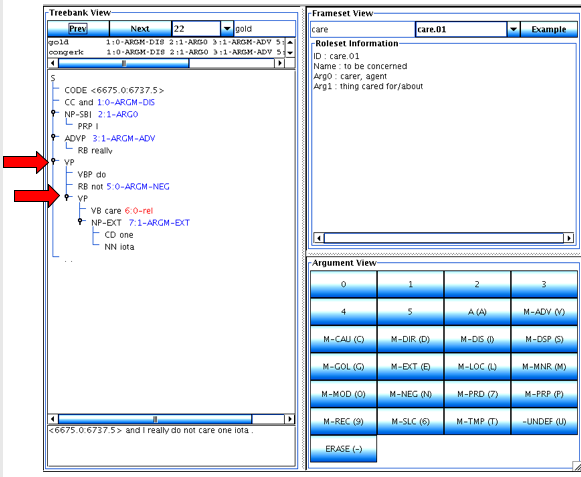 Treebank View
Prev Next 22 gold
gold 1:0-ARGM-DIS 2:1-ARG0 3:1-ARGM-ADV 5:
congerk 1:0-ARGM-DIS 2:1-ARG0 3:1-ARGM-ADV 5:
S
CODE <6675.0:6737.5>
CC and 1:0-ARGM-DIS
NP-SBJ 2:1-ARG0
PRP I
ADVP 3:1-ARGM-ADV
RB really
VP
VBP do
RB not 5:0-ARGM-NEG
VP
VB care 6:0-rel
NP-EXT 7:1-ARGM-EXT
CD one
NN iota
<6675.0:6737.5> and I really do not care one iota .
Frameset View
care care.01 Example
Roleset Information
ID : care.01
Name : to be concerned
Arg0 : carer, agent
Arg1 : thing cared for/about
Argument View
0 1 2 3
4 5 A (A) M-ADV (V)
M-CAU (C) M-DIR (D) M-DIS (I) M-DSP (S)
M-GOL (G) M-EXT (E) M-LOC (L) M-MNR (M)
M-MOD (O) M-NEG (N) M-PRD (7) M-PRP (P)
M-REC (9) M-SLC (6) M-TMP (T) -UNDEF (U)
ERASE (-)